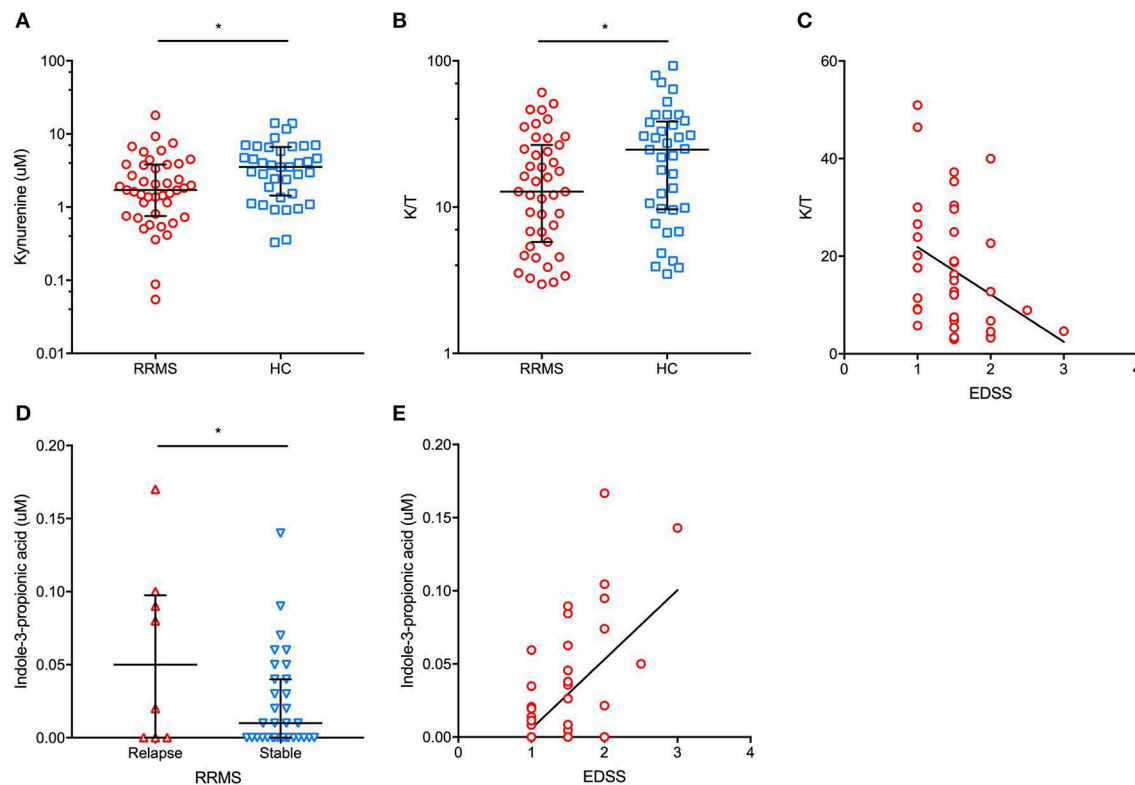 A
*
Kynurenine (uM)
100
10
1
0.1
0.01
RRMS HC
B
*
K/T
100
10
1
RRMS HC
C
K/T
60
40
20
0
0 1 2 3 4
EDSS
D
*
Indole-3-propionic acid (uM)
0.20
0.15
0.10
0.05
0.00
Relapse Stable
RRMS
E
Indole-3-propionic acid (uM)
0.20
0.15
0.10
0.05
0.00
0 1 2 3 4
EDSS